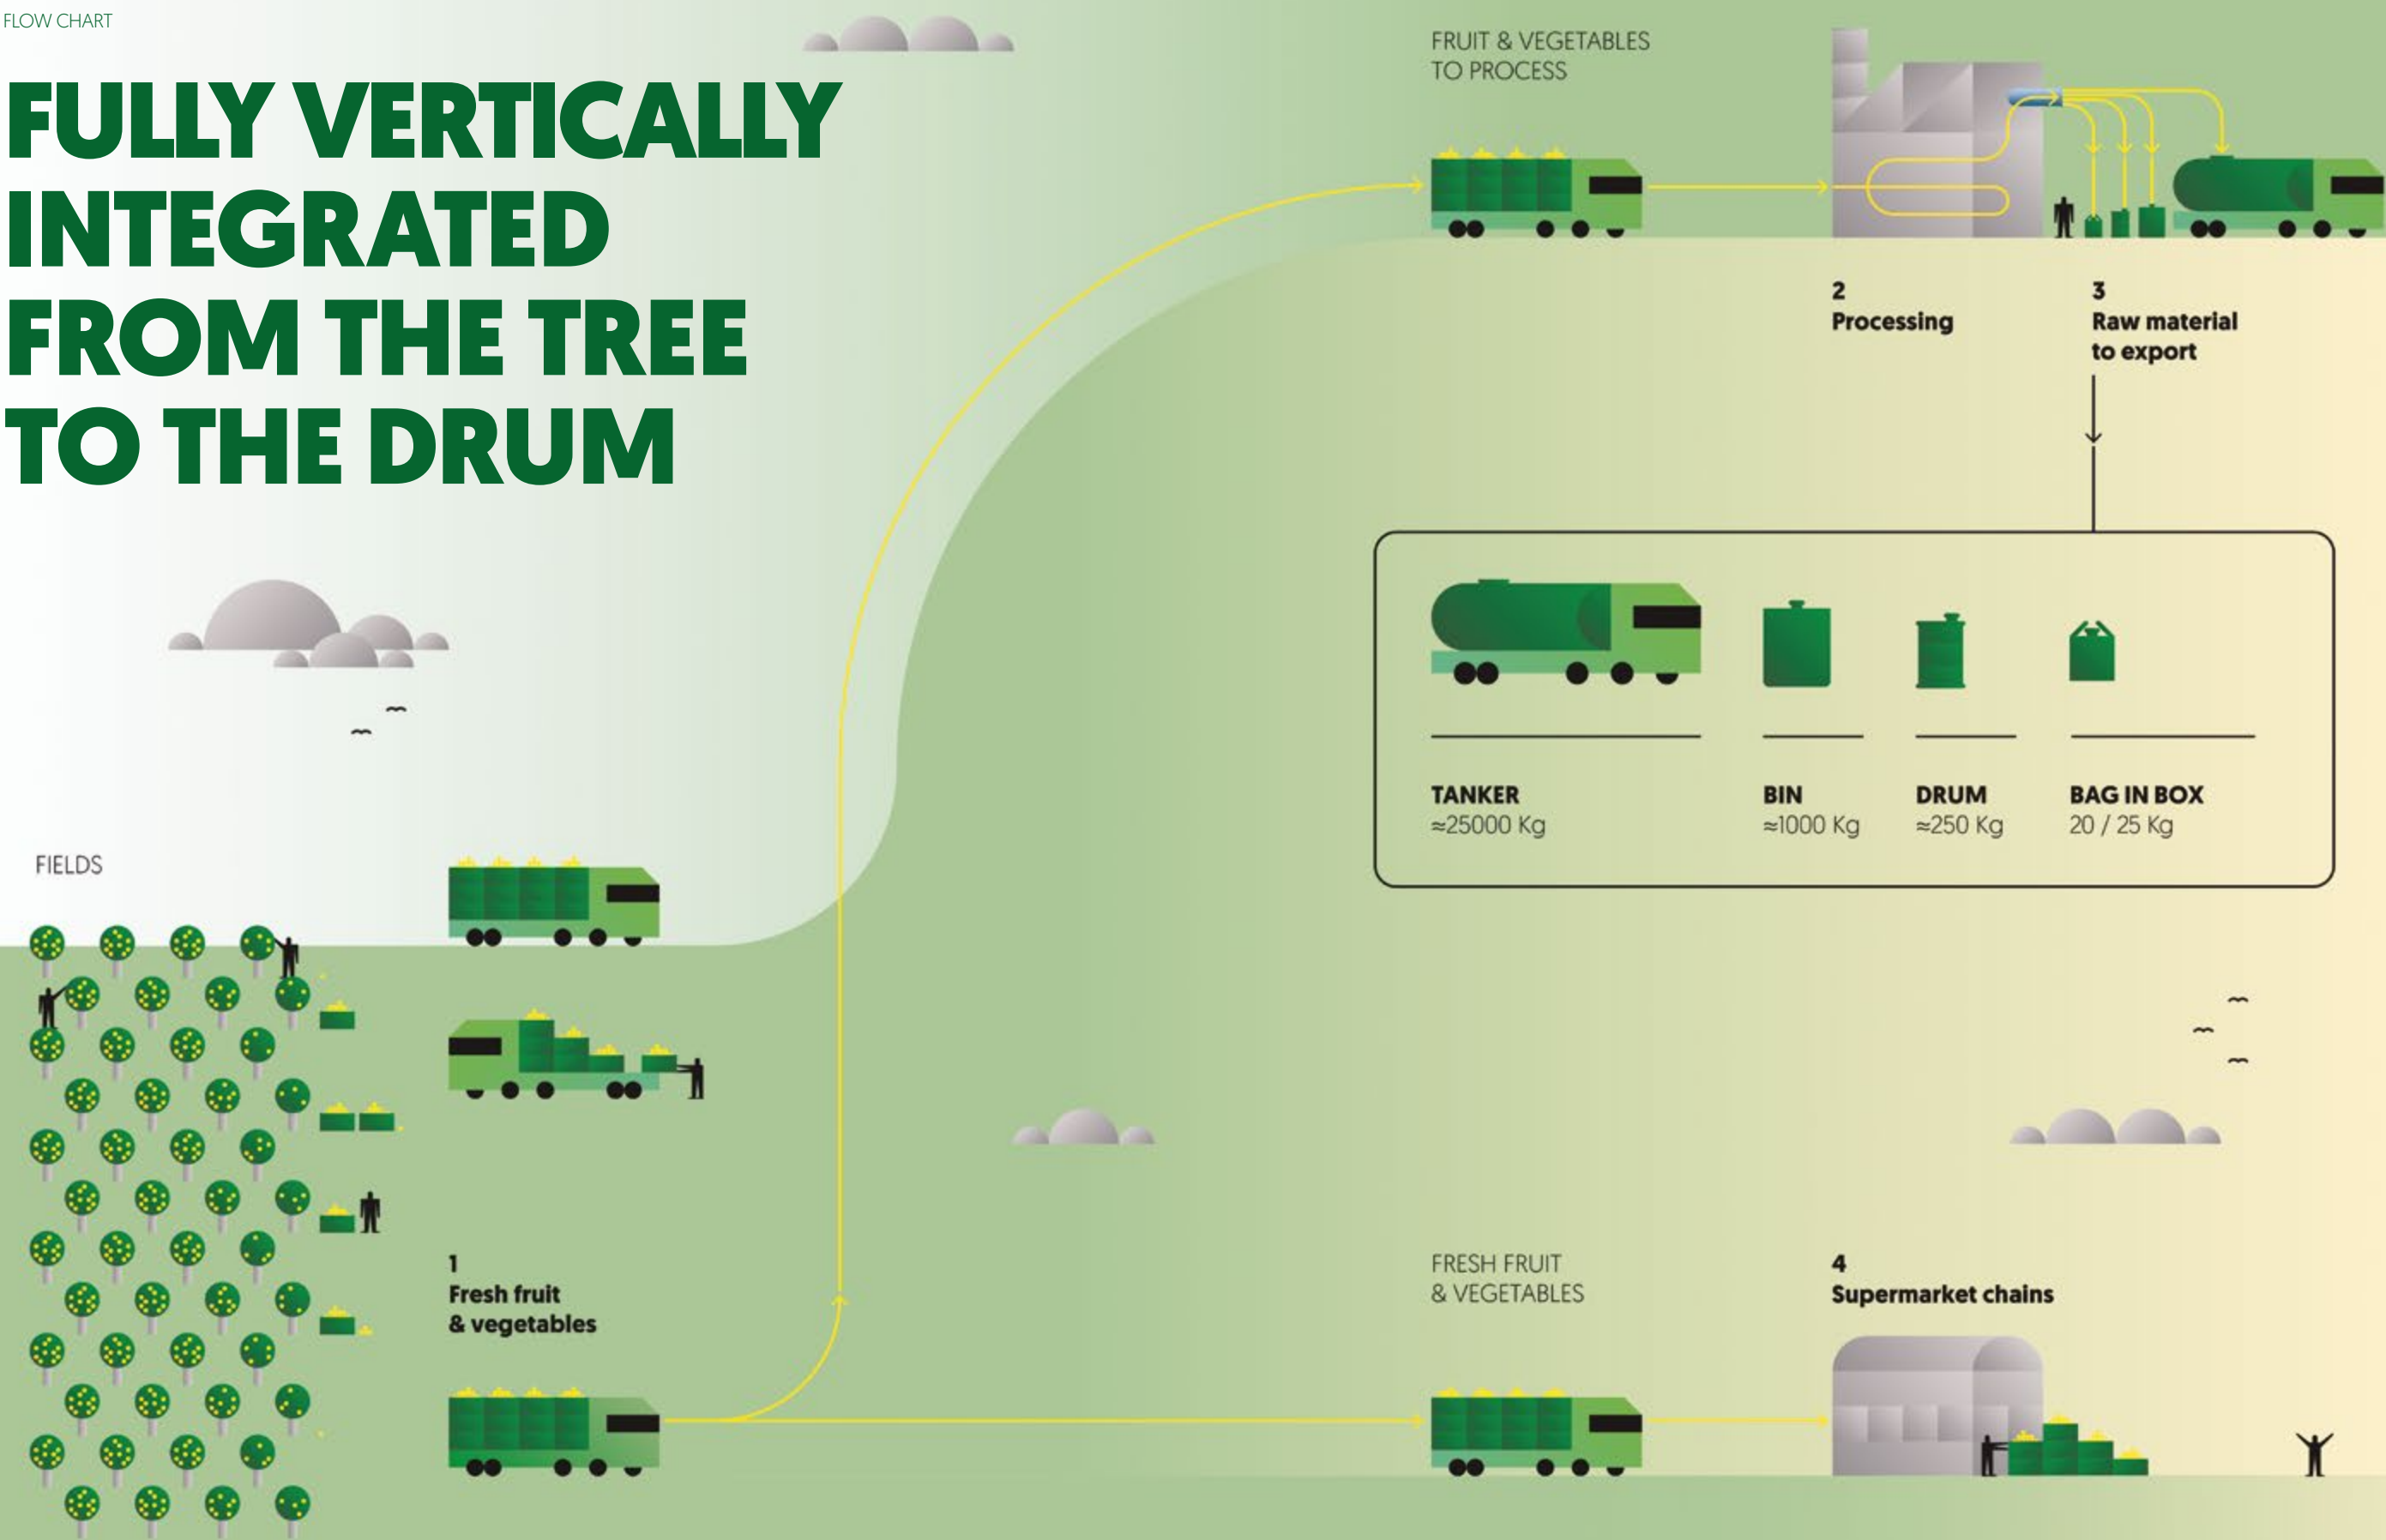 FLOW CHART
FULLY VERTICALLY
INTEGRATED
FROM THE TREE
TO THE DRUM
FRUIT & VEGETABLES
TO PROCESS
2
Processing
3
Raw material
to export
TANKER
≈25000 Kg
BIN
≈1000 Kg
DRUM
≈250 Kg
BAG IN BOX
20 / 25 Kg
FIELDS
1
Fresh fruit
& vegetables
FRESH FRUIT
& VEGETABLES
4
Supermarket chains